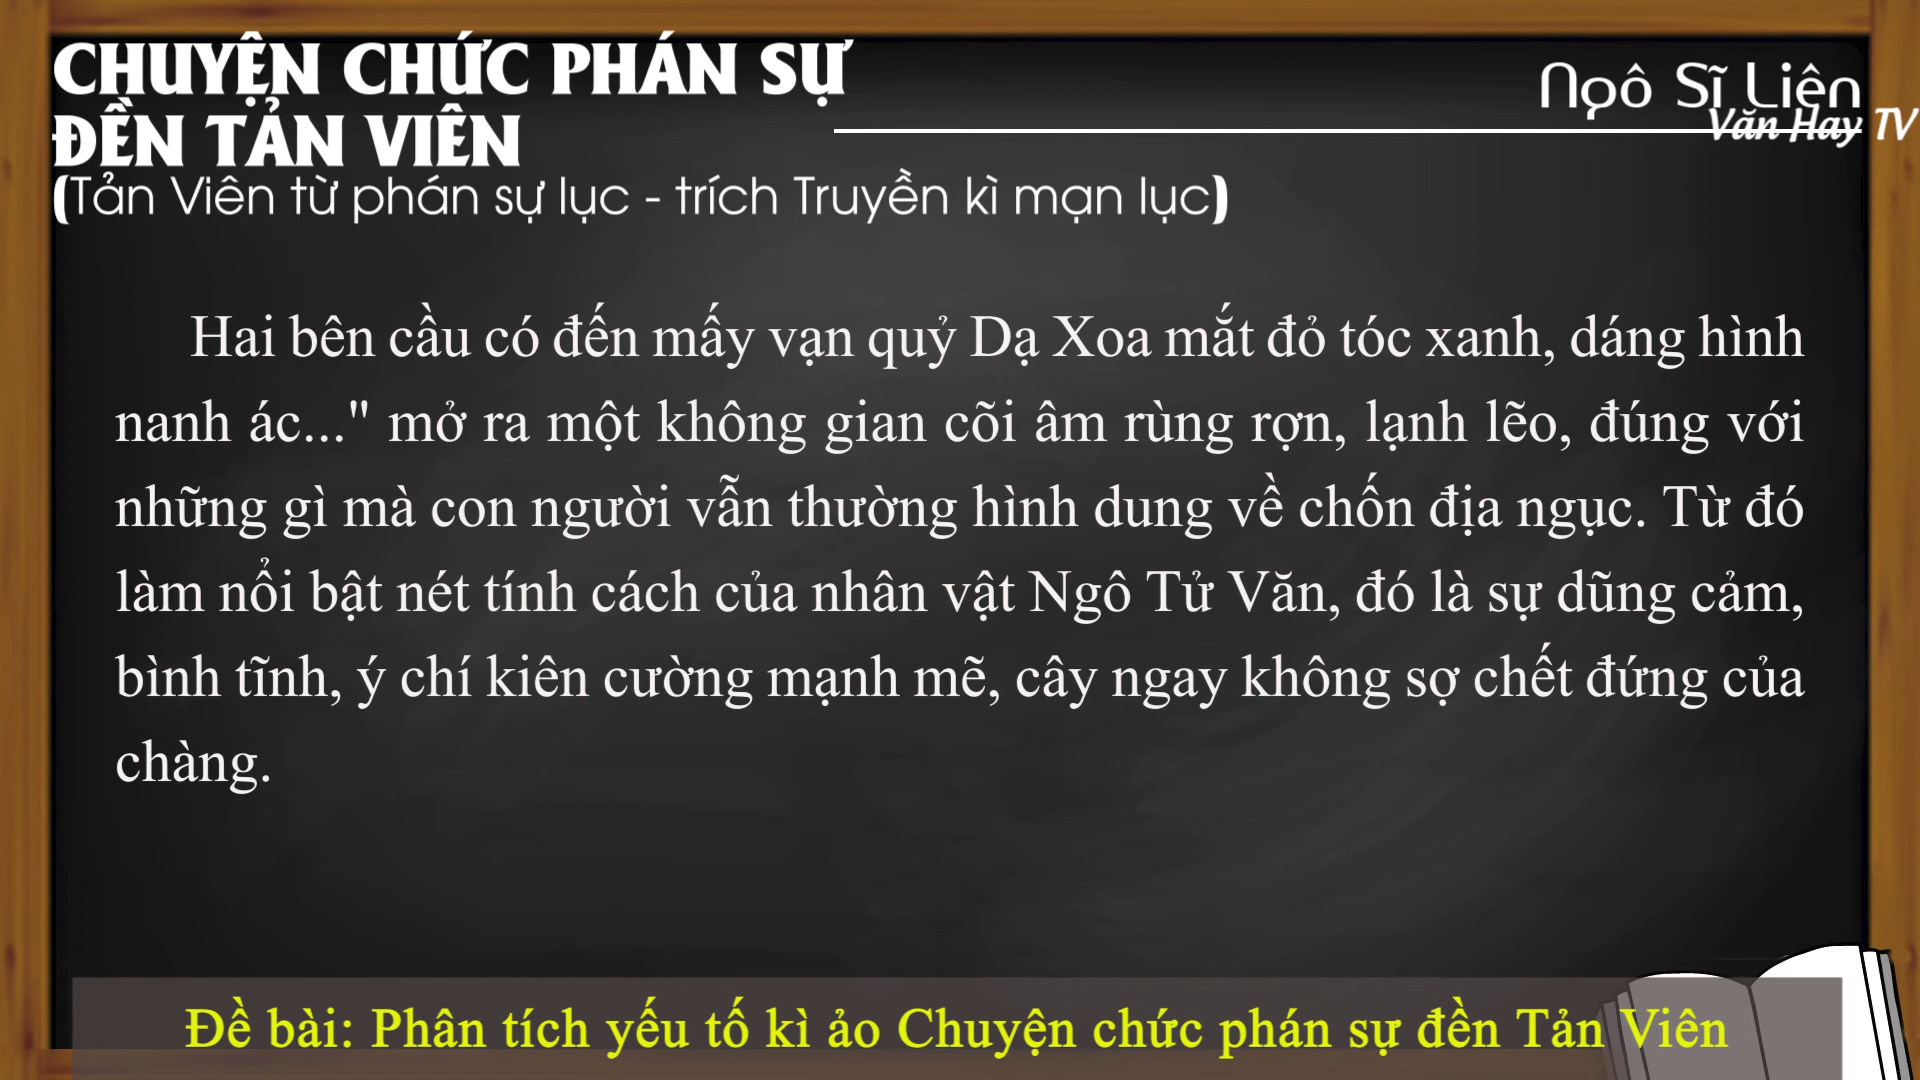 CHUYỆN CHỨC PHÁN SỰ
ĐỀN TẢN VIÊN
(Tản Viên từ phán sự lục - trích Truyền kì mạn lục)
Ngô Sĩ Liên
Văn Hay TV
Hai bên cầu có đến mấy vạn quỷ Dạ Xoa mắt đỏ tóc xanh, dáng hình
nanh ác..." mở ra một không gian cõi âm rùng rợn, lạnh lẽo, đúng với
những gì mà con người vẫn thường hình dung về chốn địa ngục. Từ đó
làm nổi bật nét tính cách của nhân vật Ngô Tử Văn, đó là sự dũng cảm,
bình tĩnh, ý chí kiên cường mạnh mẽ, cây ngay không sợ chết đứng của
chàng.
Đề bài: Phân tích yếu tố kì ảo Chuyện chức phán sự đền Tản Viên